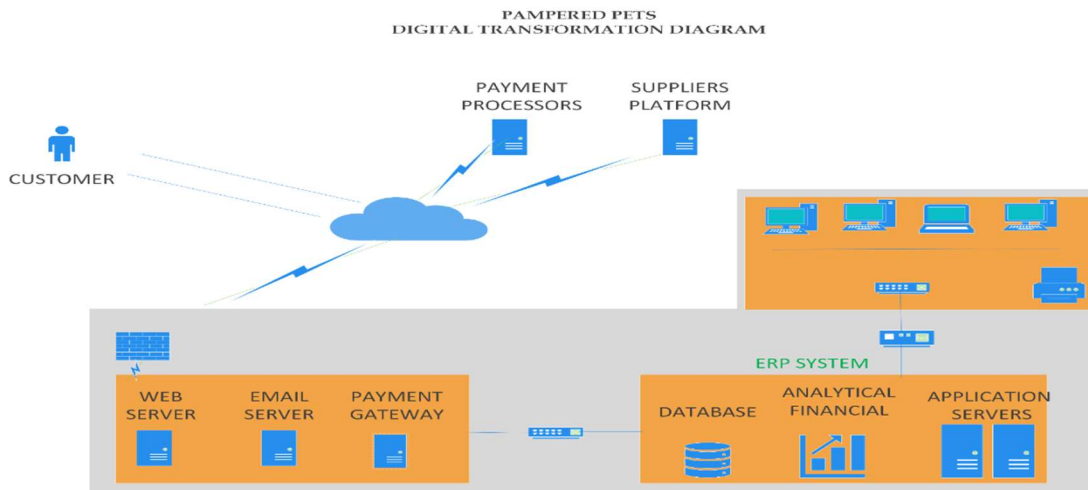 PAMPERED PETS
DIGITAL TRANSFORMATION DIAGRAM
PAYMENT
PROCESSORS
SUPPLIERS
PLATFORM
CUSTOMER
ERP SYSTEM
WEB
SERVER
EMAIL
SERVER
PAYMENT
GATEWAY
DATABASE
ANALYTICAL
FINANCIAL
APPLICATION
SERVERS